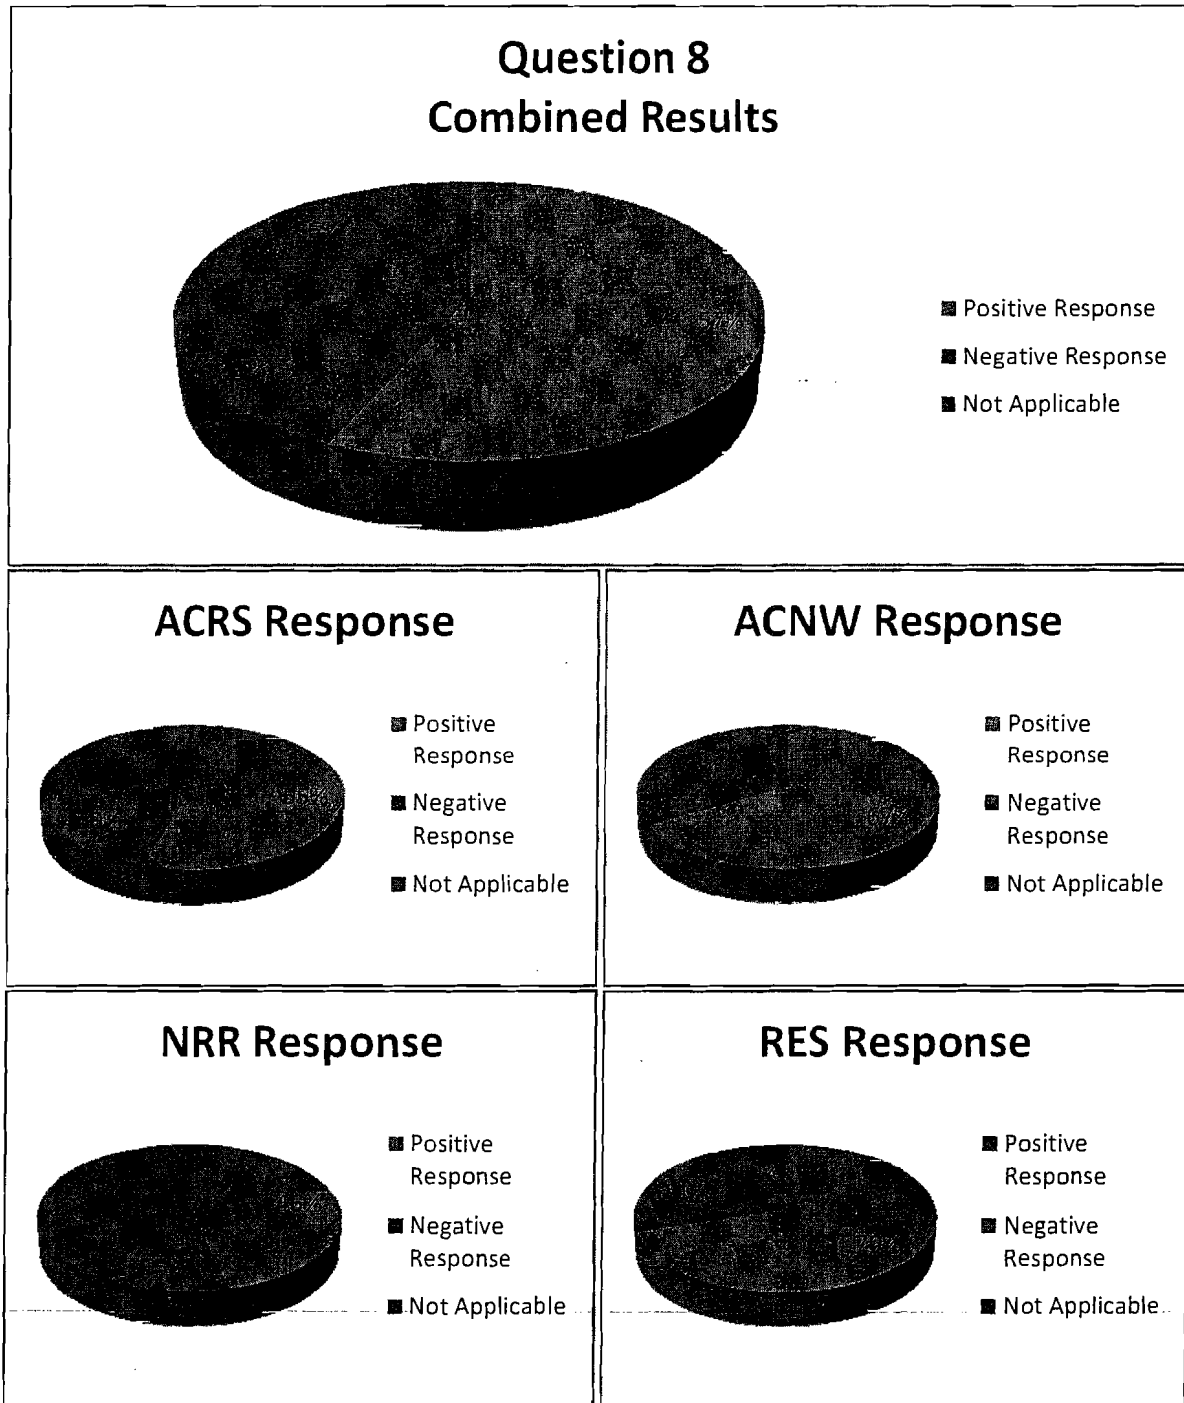 Question 8
Combined Results
Positive Response
Negative Response
Not Applicable
ACRS Response
Positive
Response
Negative
Response
Not Applicable
ACNW Response
Positive
Response
Negative
Response
Not Applicable
NRR Response
Positive
Response
Negative
Response
Not Applicable
RES Response
Positive
Response
Negative
Response
Not Applicable